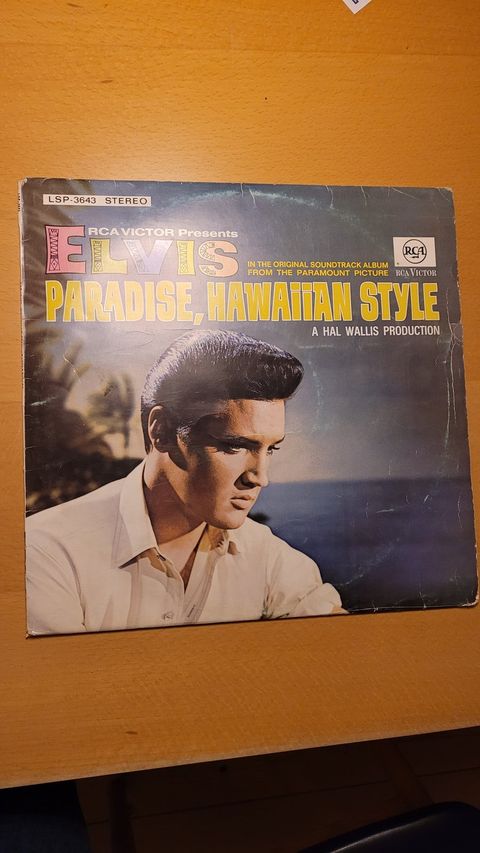 LSP-3643 STEREO
RCA VICTOR Presents
ELVIS
IN THE ORIGINAL SOUNDTRACK ALBUM
FROM THE PARAMOUNT PICTURE
RCA
RCA VICTOR
PARADISE, HAWAIIAN STYLE
A HAL WALLIS PRODUCTION